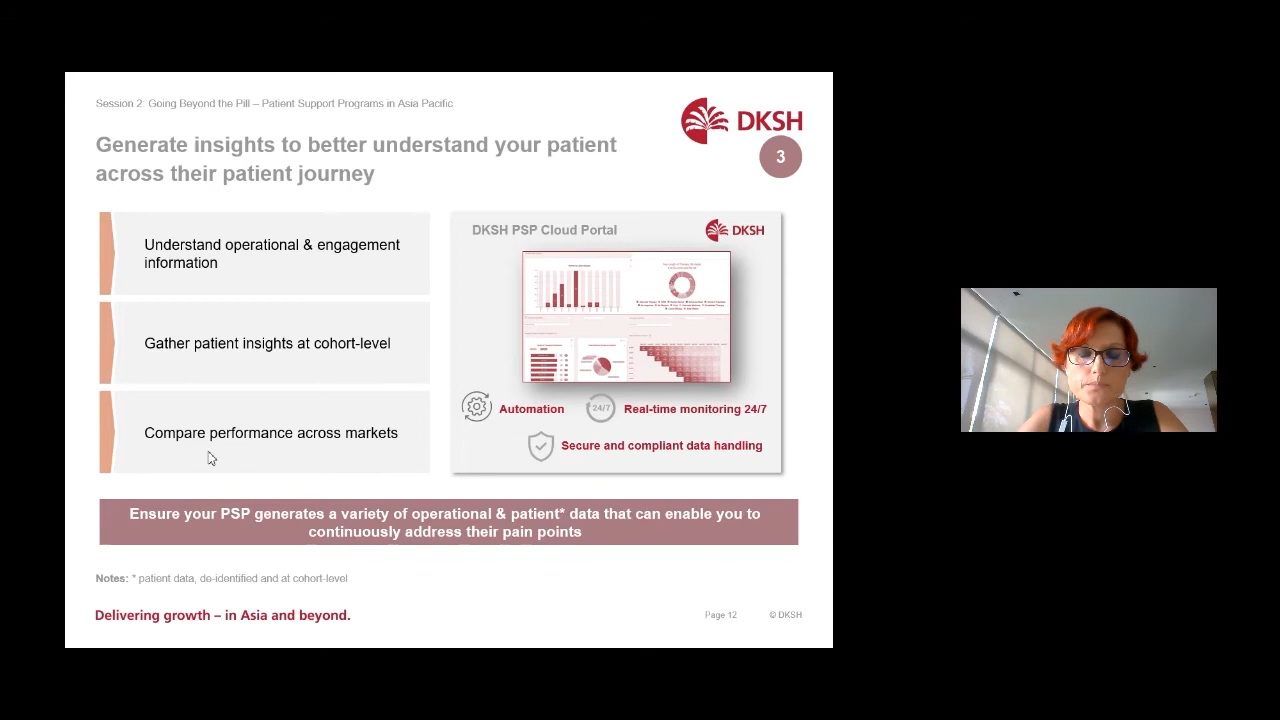 Session 2: Going Beyond the Pill – Patient Support Programs in Asia Pacific
DKSH
3
Generate insights to better understand your patient
across their patient journey
Understand operational & engagement
information
Gather patient insights at cohort-level
Compare performance across markets
DKSH PSP Cloud Portal
DKSH
Automation
24/7
Real-time monitoring 24/7
Secure and compliant data handling
Ensure your PSP generates a variety of operational & patient* data that can enable you to
continuously address their pain points
Notes: * patient data, de-identified and at cohort-level
Delivering growth – in Asia and beyond.
Page 12
© DKSH